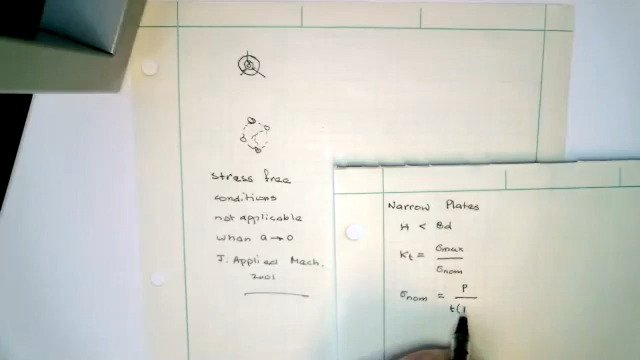 stress free
conditions
not applicable
when a→0
J. Applied Mech.
2001
Narrow Plates
H < 8d
Kt = σmax / σnom
σnom = P / t(